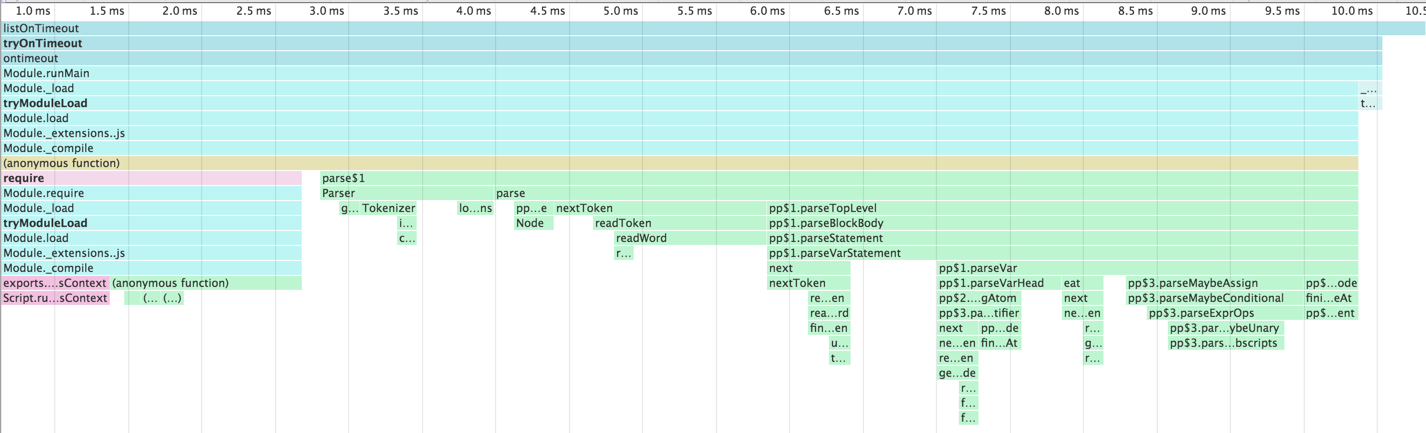 1.0 ms 1.5 ms 2.0 ms 2.5 ms 3.0 ms 3.5 ms 4.0 ms 4.5 ms 5.0 ms 5.5 ms 6.0 ms 6.5 ms 7.0 ms 7.5 ms 8.0 ms 8.5 ms 9.0 ms 9.5 ms 10.0 ms 10.5
listOnTimeout
tryOnTimeout
ontimeout
Module.runMain
Module._load _...
tryModuleLoad t...
Module.load
Module._extensions..js
Module._compile
(anonymous function)
require parse$1
Module.require Parser parse
Module._load g... Tokenizer lo...ns pp...e nextToken pp$1.parseTopLevel
tryModuleLoad i... Node readToken pp$1.parseBlockBody
Module.load c... readWord pp$1.parseStatement
Module._extensions..js r... pp$1.parseVarStatement
Module._compile next pp$1.parseVar
exports....sContext (anonymous function) nextToken pp$1.parseVarHead eat pp$3.parseMaybeAssign pp$...ode
Script.ru...sContext (... (...) re...en pp$2....gAtom next pp$3.parseMaybeConditional fini...eAt
rea...rd pp$3.pa...tifier ne...en pp$3.parseExprOps pp$...ent
fin...en next pp...de r... pp$3.par...ybeUnary
u... ne...en fin...At g... pp$3.pars...bscripts
t... re...en r...
ge...de
r...
f...
f...